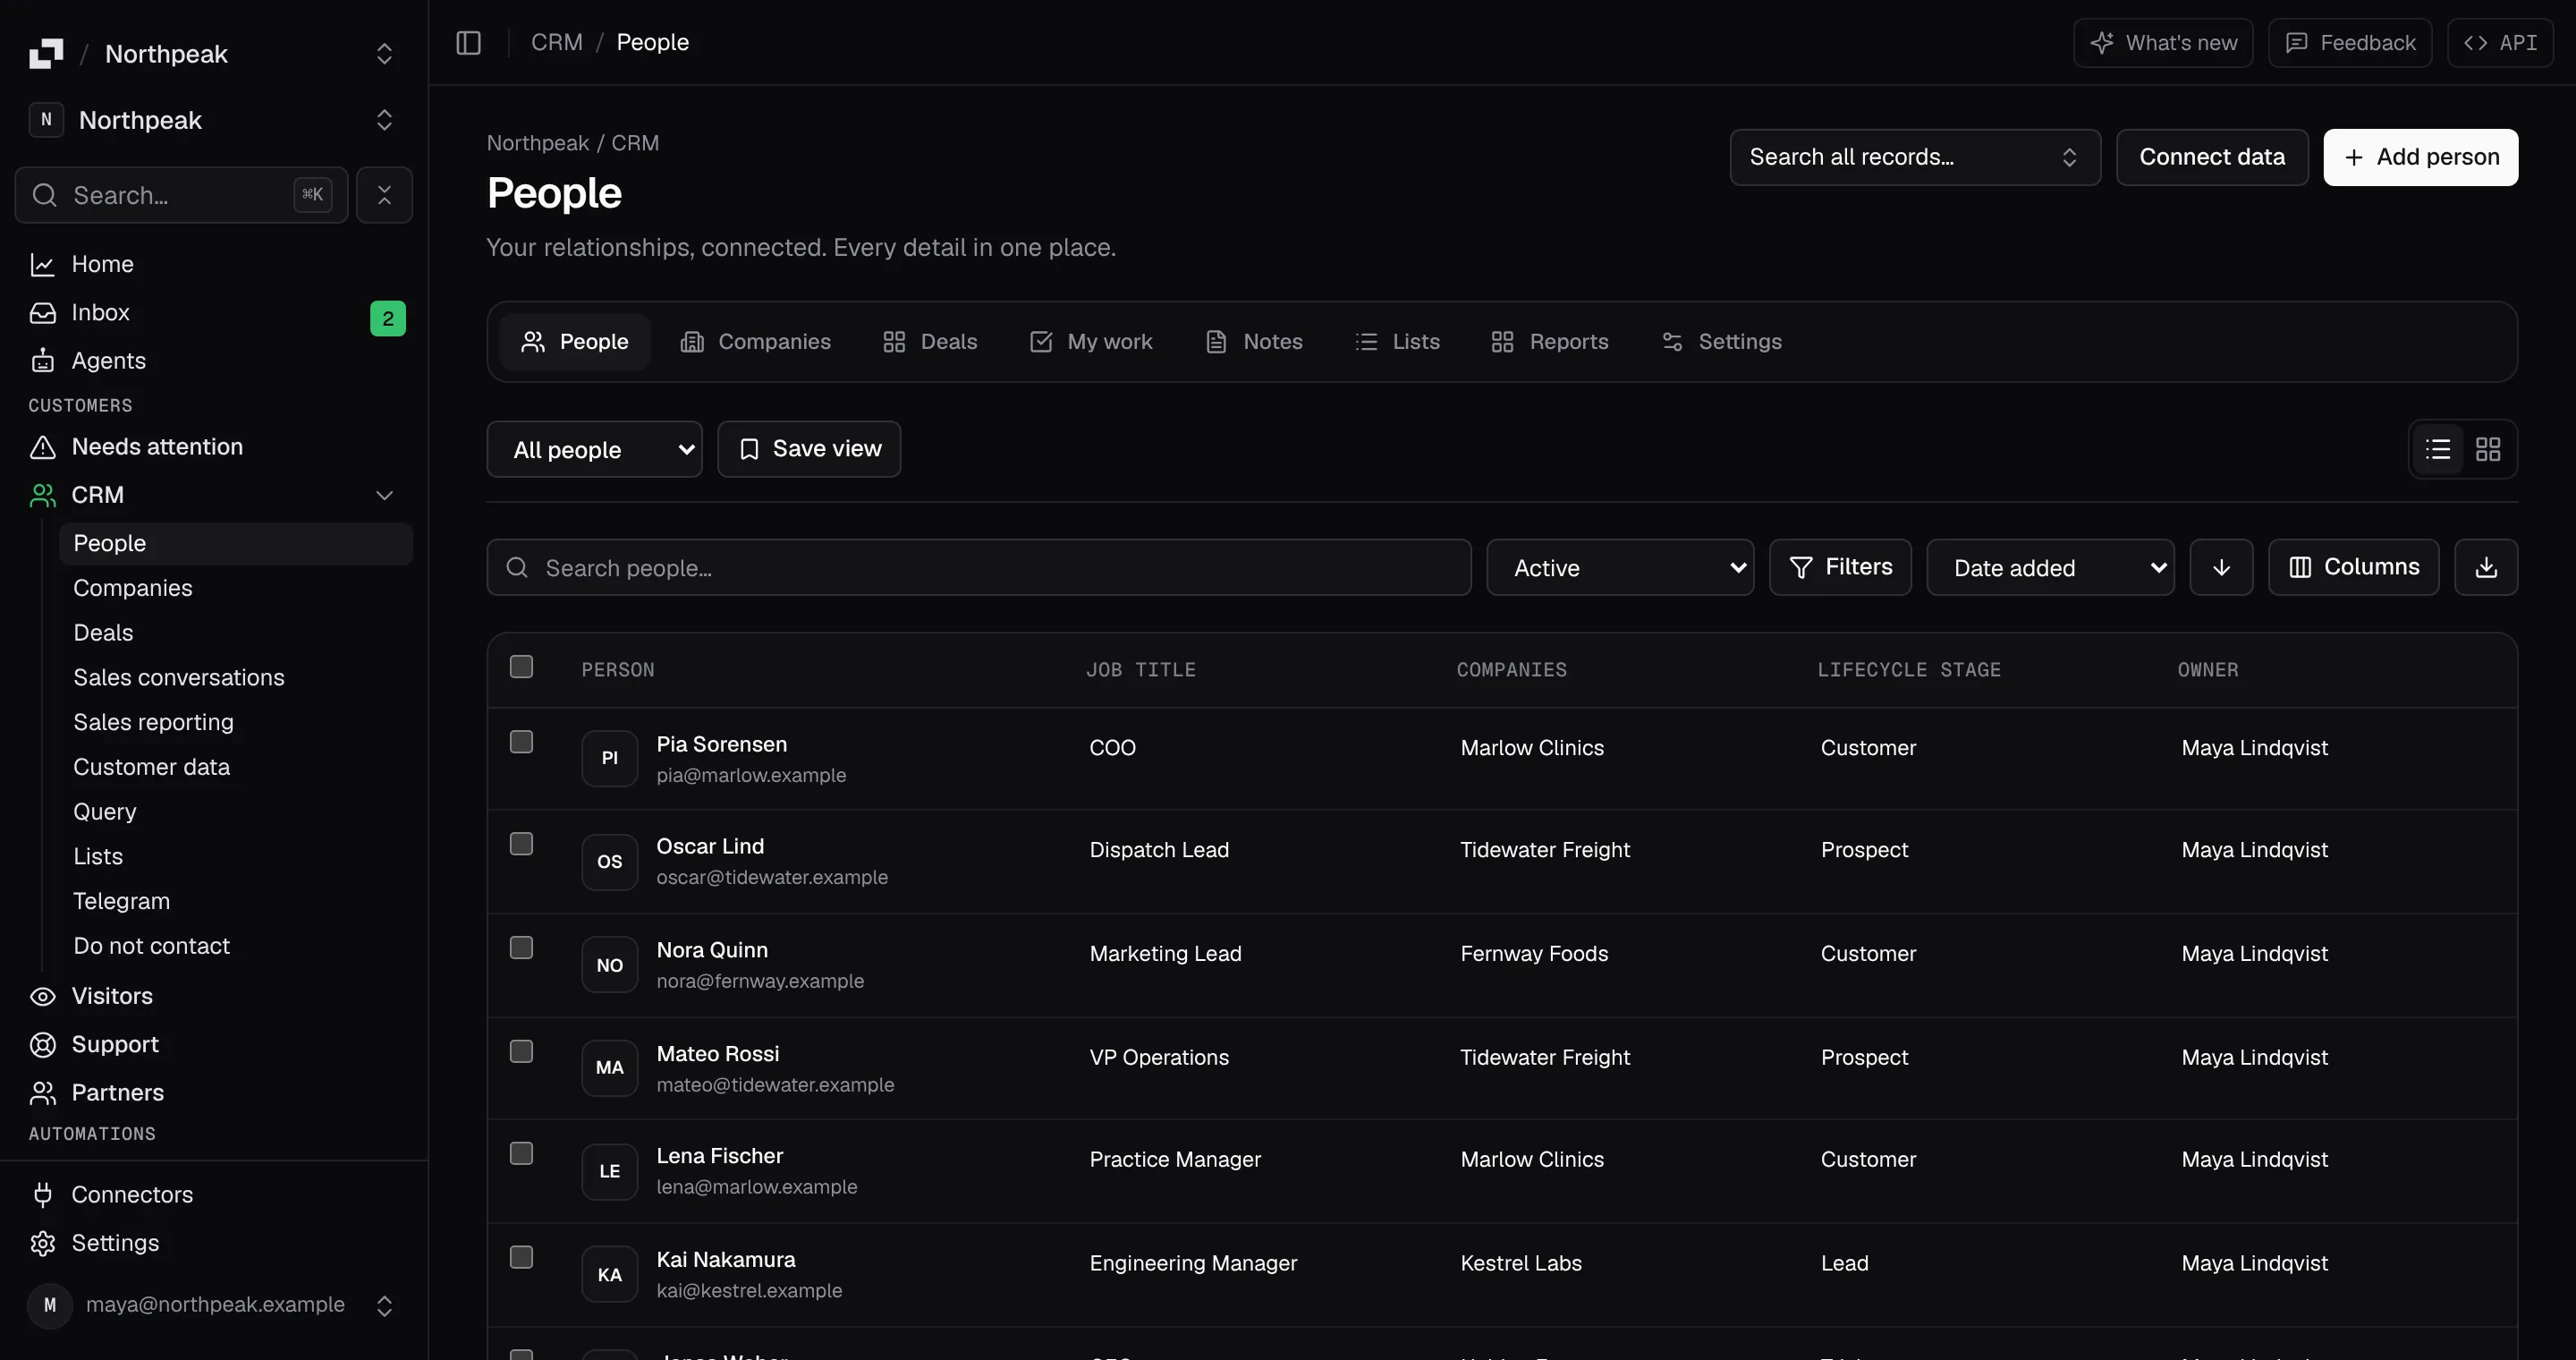 / Northpeak
N Northpeak
Search... ⌘K
Home
Inbox 2
Agents
CUSTOMERS
Needs attention
CRM
People
Companies
Deals
Sales conversations
Sales reporting
Customer data
Query
Lists
Telegram
Do not contact
Visitors
Support
Partners
AUTOMATIONS
Connectors
Settings
M maya@northpeak.example
CRM / People
What's new
Feedback
API
Northpeak / CRM
People
Your relationships, connected. Every detail in one place.
Search all records...
Connect data
Add person
People Companies Deals My work Notes Lists Reports Settings
All people
Save view
Search people...
Active
Filters
Date added
Columns
PERSON JOB TITLE COMPANIES LIFECYCLE STAGE OWNER
PI Pia Sorensen COO Marlow Clinics Customer Maya Lindqvist
pia@marlow.example
OS Oscar Lind Dispatch Lead Tidewater Freight Prospect Maya Lindqvist
oscar@tidewater.example
NO Nora Quinn Marketing Lead Fernway Foods Customer Maya Lindqvist
nora@fernway.example
MA Mateo Rossi VP Operations Tidewater Freight Prospect Maya Lindqvist
mateo@tidewater.example
LE Lena Fischer Practice Manager Marlow Clinics Customer Maya Lindqvist
lena@marlow.example
KA Kai Nakamura Engineering Manager Kestrel Labs Lead Maya Lindqvist
kai@kestrel.example